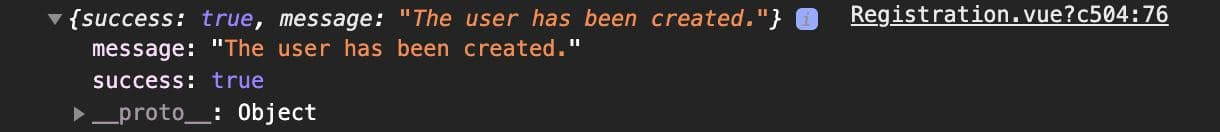 {success: true, message: "The user has been created."} i Registration.vue?c504:76
message: "The user has been created."
success: true
__proto__: Object